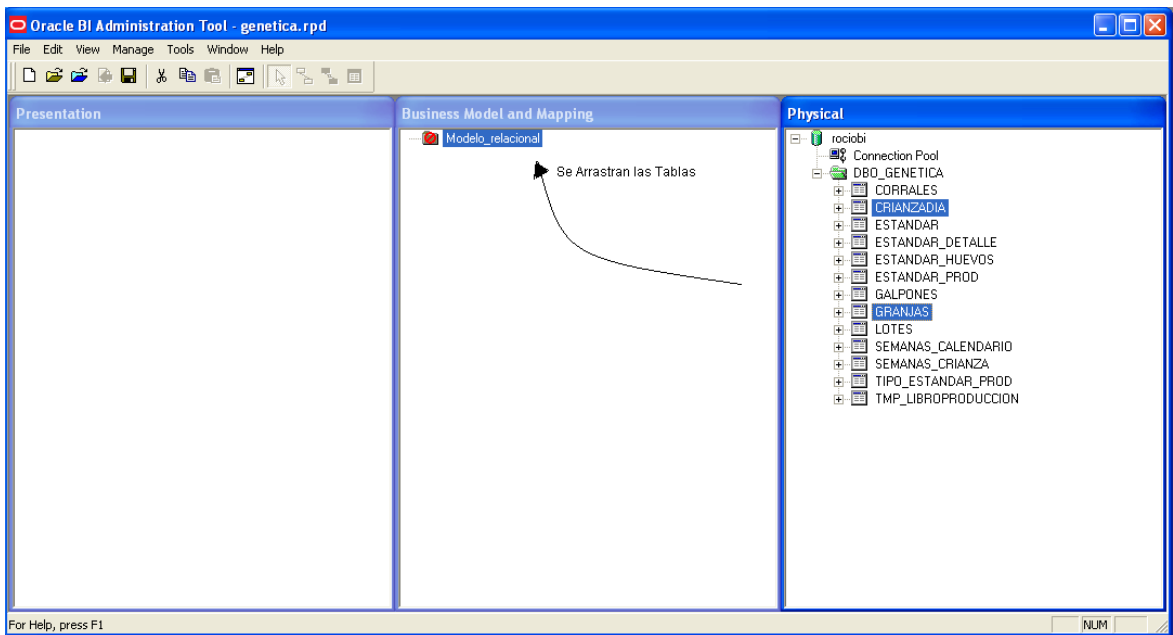 Oracle BI Administration Tool - genetica.rpd
File Edit View Manage Tools Window Help
Presentation
Business Model and Mapping
Modelo_relacional
Se Arrastran las Tablas
Physical
rociobi
Connection Pool
DBO_GENETICA
CORRALES
CRIANZADIA
ESTANDAR
ESTANDAR_DETALLE
ESTANDAR_HUEVOS
ESTANDAR_PROD
GALPONES
GRANJAS
LOTES
SEMANAS_CALENDARIO
SEMANAS_CRIANZA
TIPO_ESTANDAR_PROD
TMP_LIBROPRODUCCION
For Help, press F1
NUM